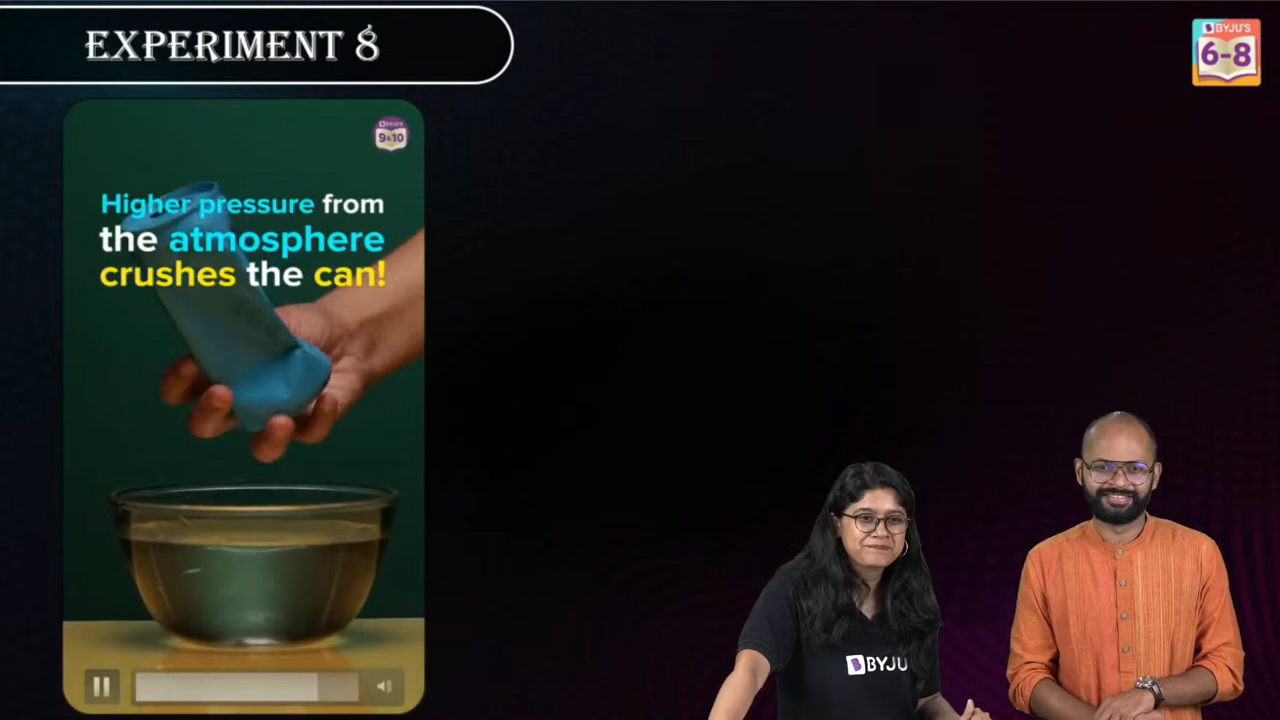 EXPERIMENT 8
BYJU'S
6-8
9&10
Higher pressure from
the atmosphere
crushes the can!
BYJU